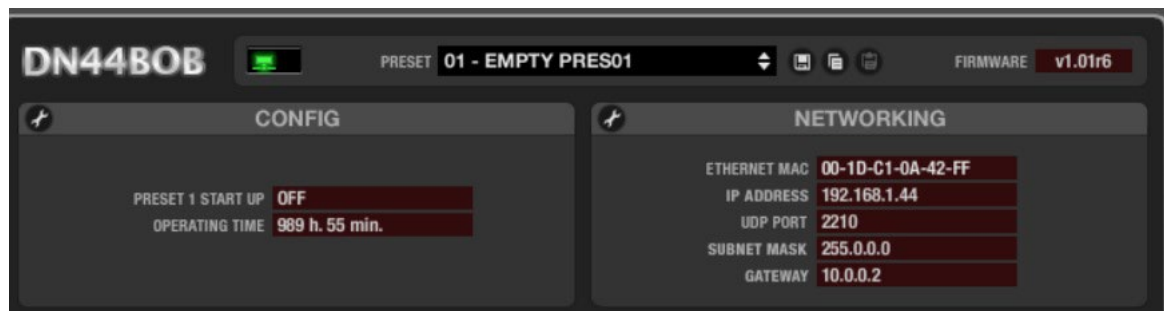 DN44BOB PRESET 01 - EMPTY PRES01 FIRMWARE v1.01r6
CONFIG
PRESET 1 START UP OFF
OPERATING TIME 989 h. 55 min.
NETWORKING
ETHERNET MAC 00-1D-C1-0A-42-FF
IP ADDRESS 192.168.1.44
UDP PORT 2210
SUBNET MASK 255.0.0.0
GATEWAY 10.0.0.2